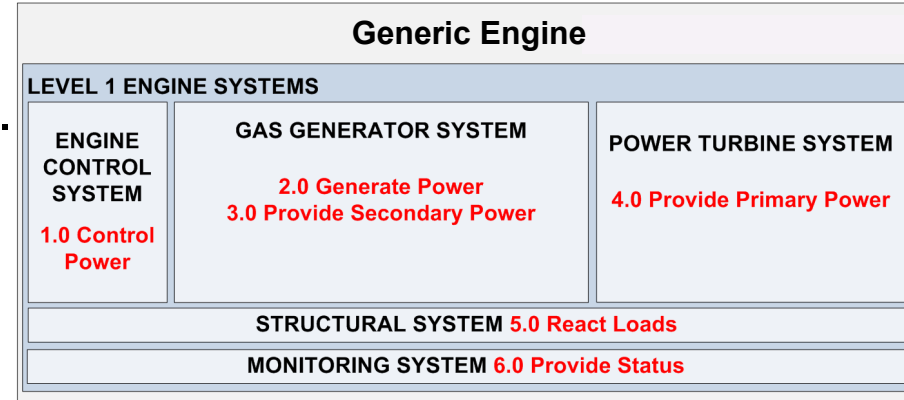 Generic Engine
LEVEL 1 ENGINE SYSTEMS
ENGINE
CONTROL
SYSTEM
1.0 Control
Power
GAS GENERATOR SYSTEM
2.0 Generate Power
3.0 Provide Secondary Power
POWER TURBINE SYSTEM
4.0 Provide Primary Power
STRUCTURAL SYSTEM 5.0 React Loads
MONITORING SYSTEM 6.0 Provide Status